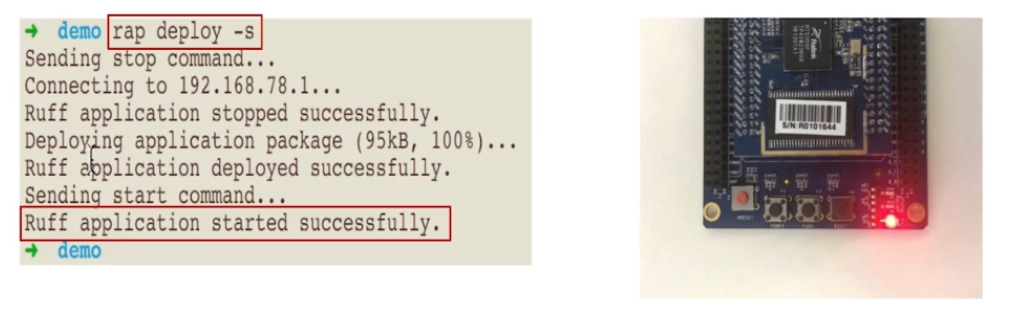 ➜ demo rap deploy -s
Sending stop command...
Connecting to 192.168.78.1...
Ruff application stopped successfully.
Deploying application package (95kB, 100%)...
Ruff application deployed successfully.
Sending start command...
Ruff application started successfully.
➜ demo
Ralink
S/N:R0101644